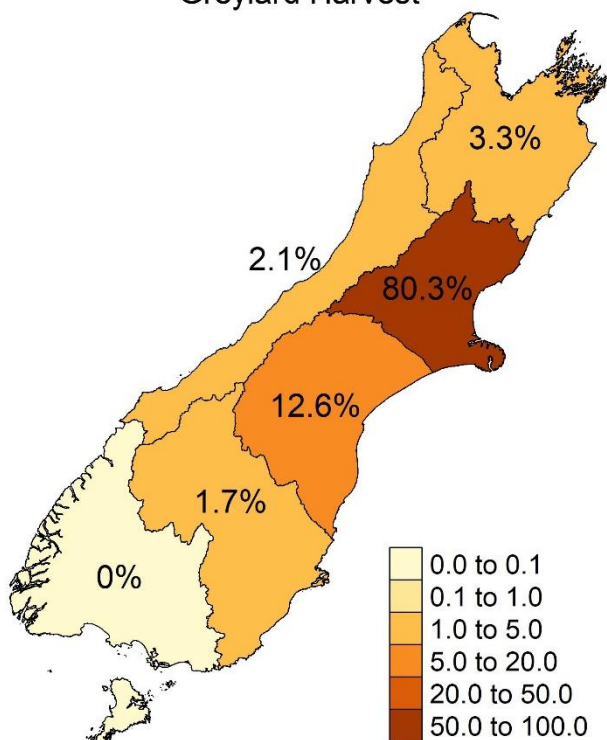 Greylard Harvest
3.3%
2.1%
80.3%
12.6%
1.7%
0%
0.0 to 0.1
0.1 to 1.0
1.0 to 5.0
5.0 to 20.0
20.0 to 50.0
50.0 to 100.0